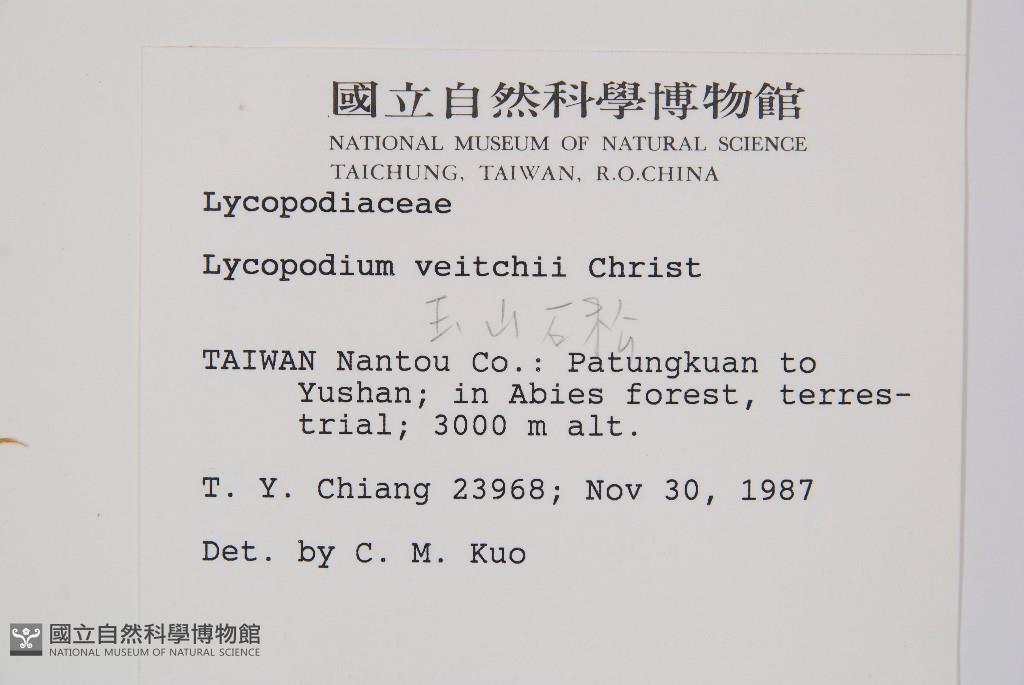 國立自然科學博物館
NATIONAL MUSEUM OF NATURAL SCIENCE
TAICHUNG, TAIWAN, R.O.CHINA
Lycopodiaceae
Lycopodium veitchii Christ
玉山石松
TAIWAN Nantou Co.: Patungkuan to
Yushan; in Abies forest, terres-
trial; 3000 m alt.
T. Y. Chiang 23968; Nov 30, 1987
Det. by C. M. Kuo
國立自然科學博物館
NATIONAL MUSEUM OF NATURAL SCIENCE